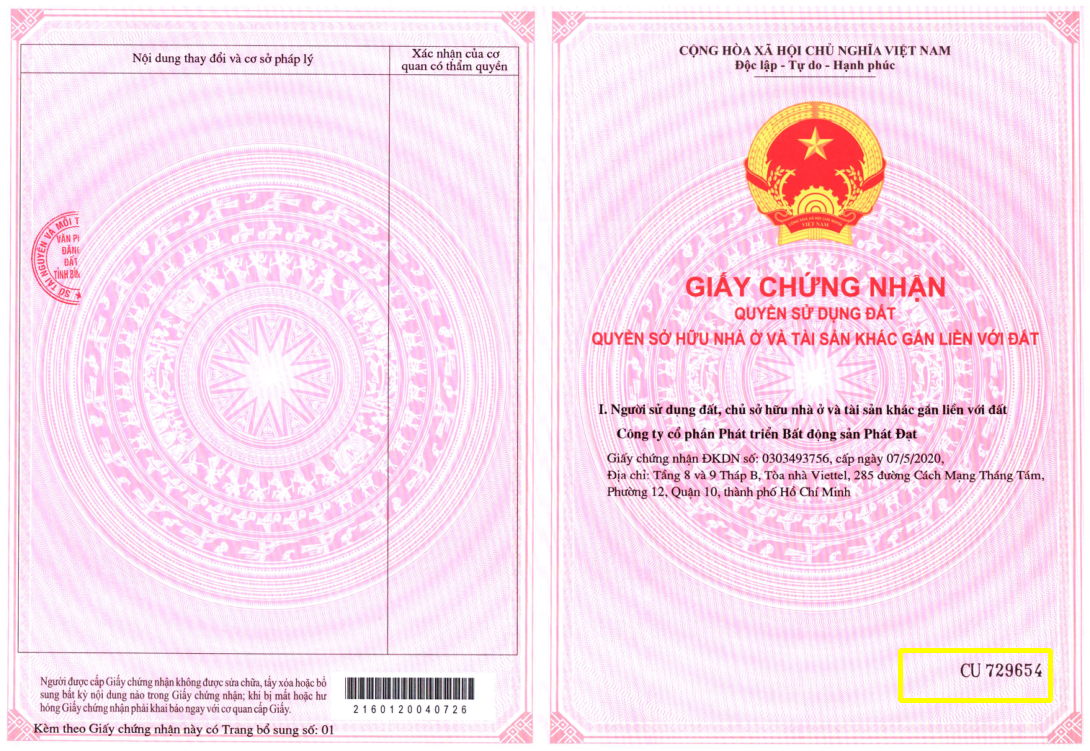 Nội dung thay đổi và cơ sở pháp lý
Xác nhận của cơ
quan có thẩm quyền
SỞ TÀI NGUYÊN VÀ MÔI T
VĂN P
ĐĂNG
ĐẤT
TỈNH BÌN
Người được cấp Giấy chứng nhận không được sửa chữa, tẩy xóa hoặc bổ
sung bất kỳ nội dung nào trong Giấy chứng nhận; khi bị mất hoặc hư
hỏng Giấy chứng nhận phải khai báo ngay với cơ quan cấp Giấy.
2160120040726
Kèm theo Giấy chứng nhận này có Trang bổ sung số: 01
CỘNG HÒA XÃ HỘI CHỦ NGHĨA VIỆT NAM
Độc lập - Tự do - Hạnh phúc
VIỆT NAM
GIẤY CHỨNG NHẬN
QUYỀN SỬ DỤNG ĐẤT
QUYỀN SỞ HỮU NHÀ Ở VÀ TÀI SẢN KHÁC GẮN LIỀN VỚI ĐẤT
I. Người sử dụng đất, chủ sở hữu nhà ở và tài sản khác gắn liền với đất
Công ty cổ phần Phát triển Bất động sản Phát Đạt
Giấy chứng nhận ĐKDN số: 0303493756, cấp ngày 07/5/2020,
Địa chỉ: Tầng 8 và 9 Tháp B, Tòa nhà Viettel, 285 đường Cách Mạng Tháng Tám,
Phường 12, Quận 10, thành phố Hồ Chí Minh
CU 729654